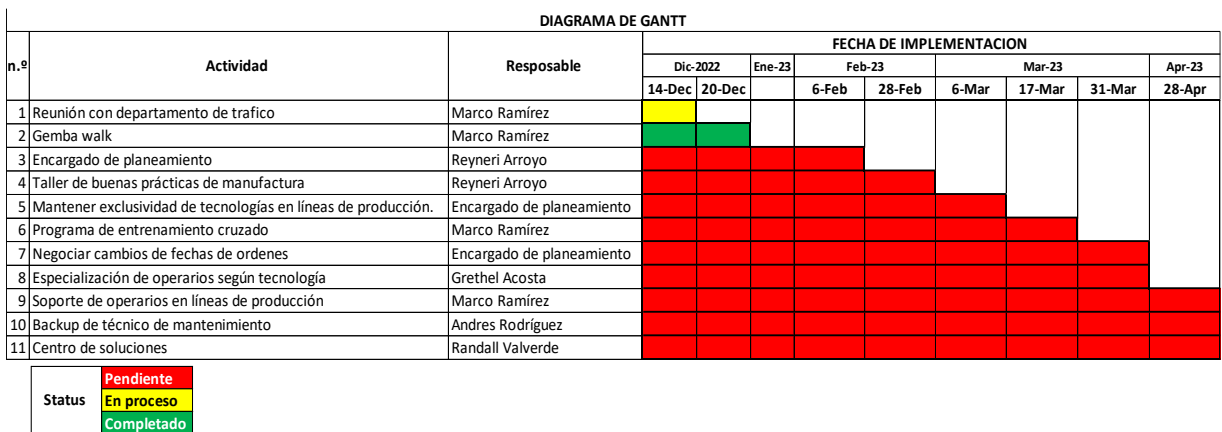 DIAGRAMA DE GANTT
FECHA DE IMPLEMENTACION
n.º Actividad Resposable Dic-2022 Ene-23 Feb-23 Mar-23 Apr-23
14-Dec 20-Dec 6-Feb 28-Feb 6-Mar 17-Mar 31-Mar 28-Apr
1 Reunión con departamento de trafico Marco Ramírez
2 Gemba walk Marco Ramírez
3 Encargado de planeamiento Reyneri Arroyo
4 Taller de buenas prácticas de manufactura Reyneri Arroyo
5 Mantener exclusividad de tecnologías en líneas de producción. Encargado de planeamiento
6 Programa de entrenamiento cruzado Marco Ramírez
7 Negociar cambios de fechas de ordenes Encargado de planeamiento
8 Especialización de operarios según tecnología Grethel Acosta
9 Soporte de operarios en líneas de producción Marco Ramírez
10 Backup de técnico de mantenimiento Andres Rodríguez
11 Centro de soluciones Randall Valverde
Pendiente
Status En proceso
Completado